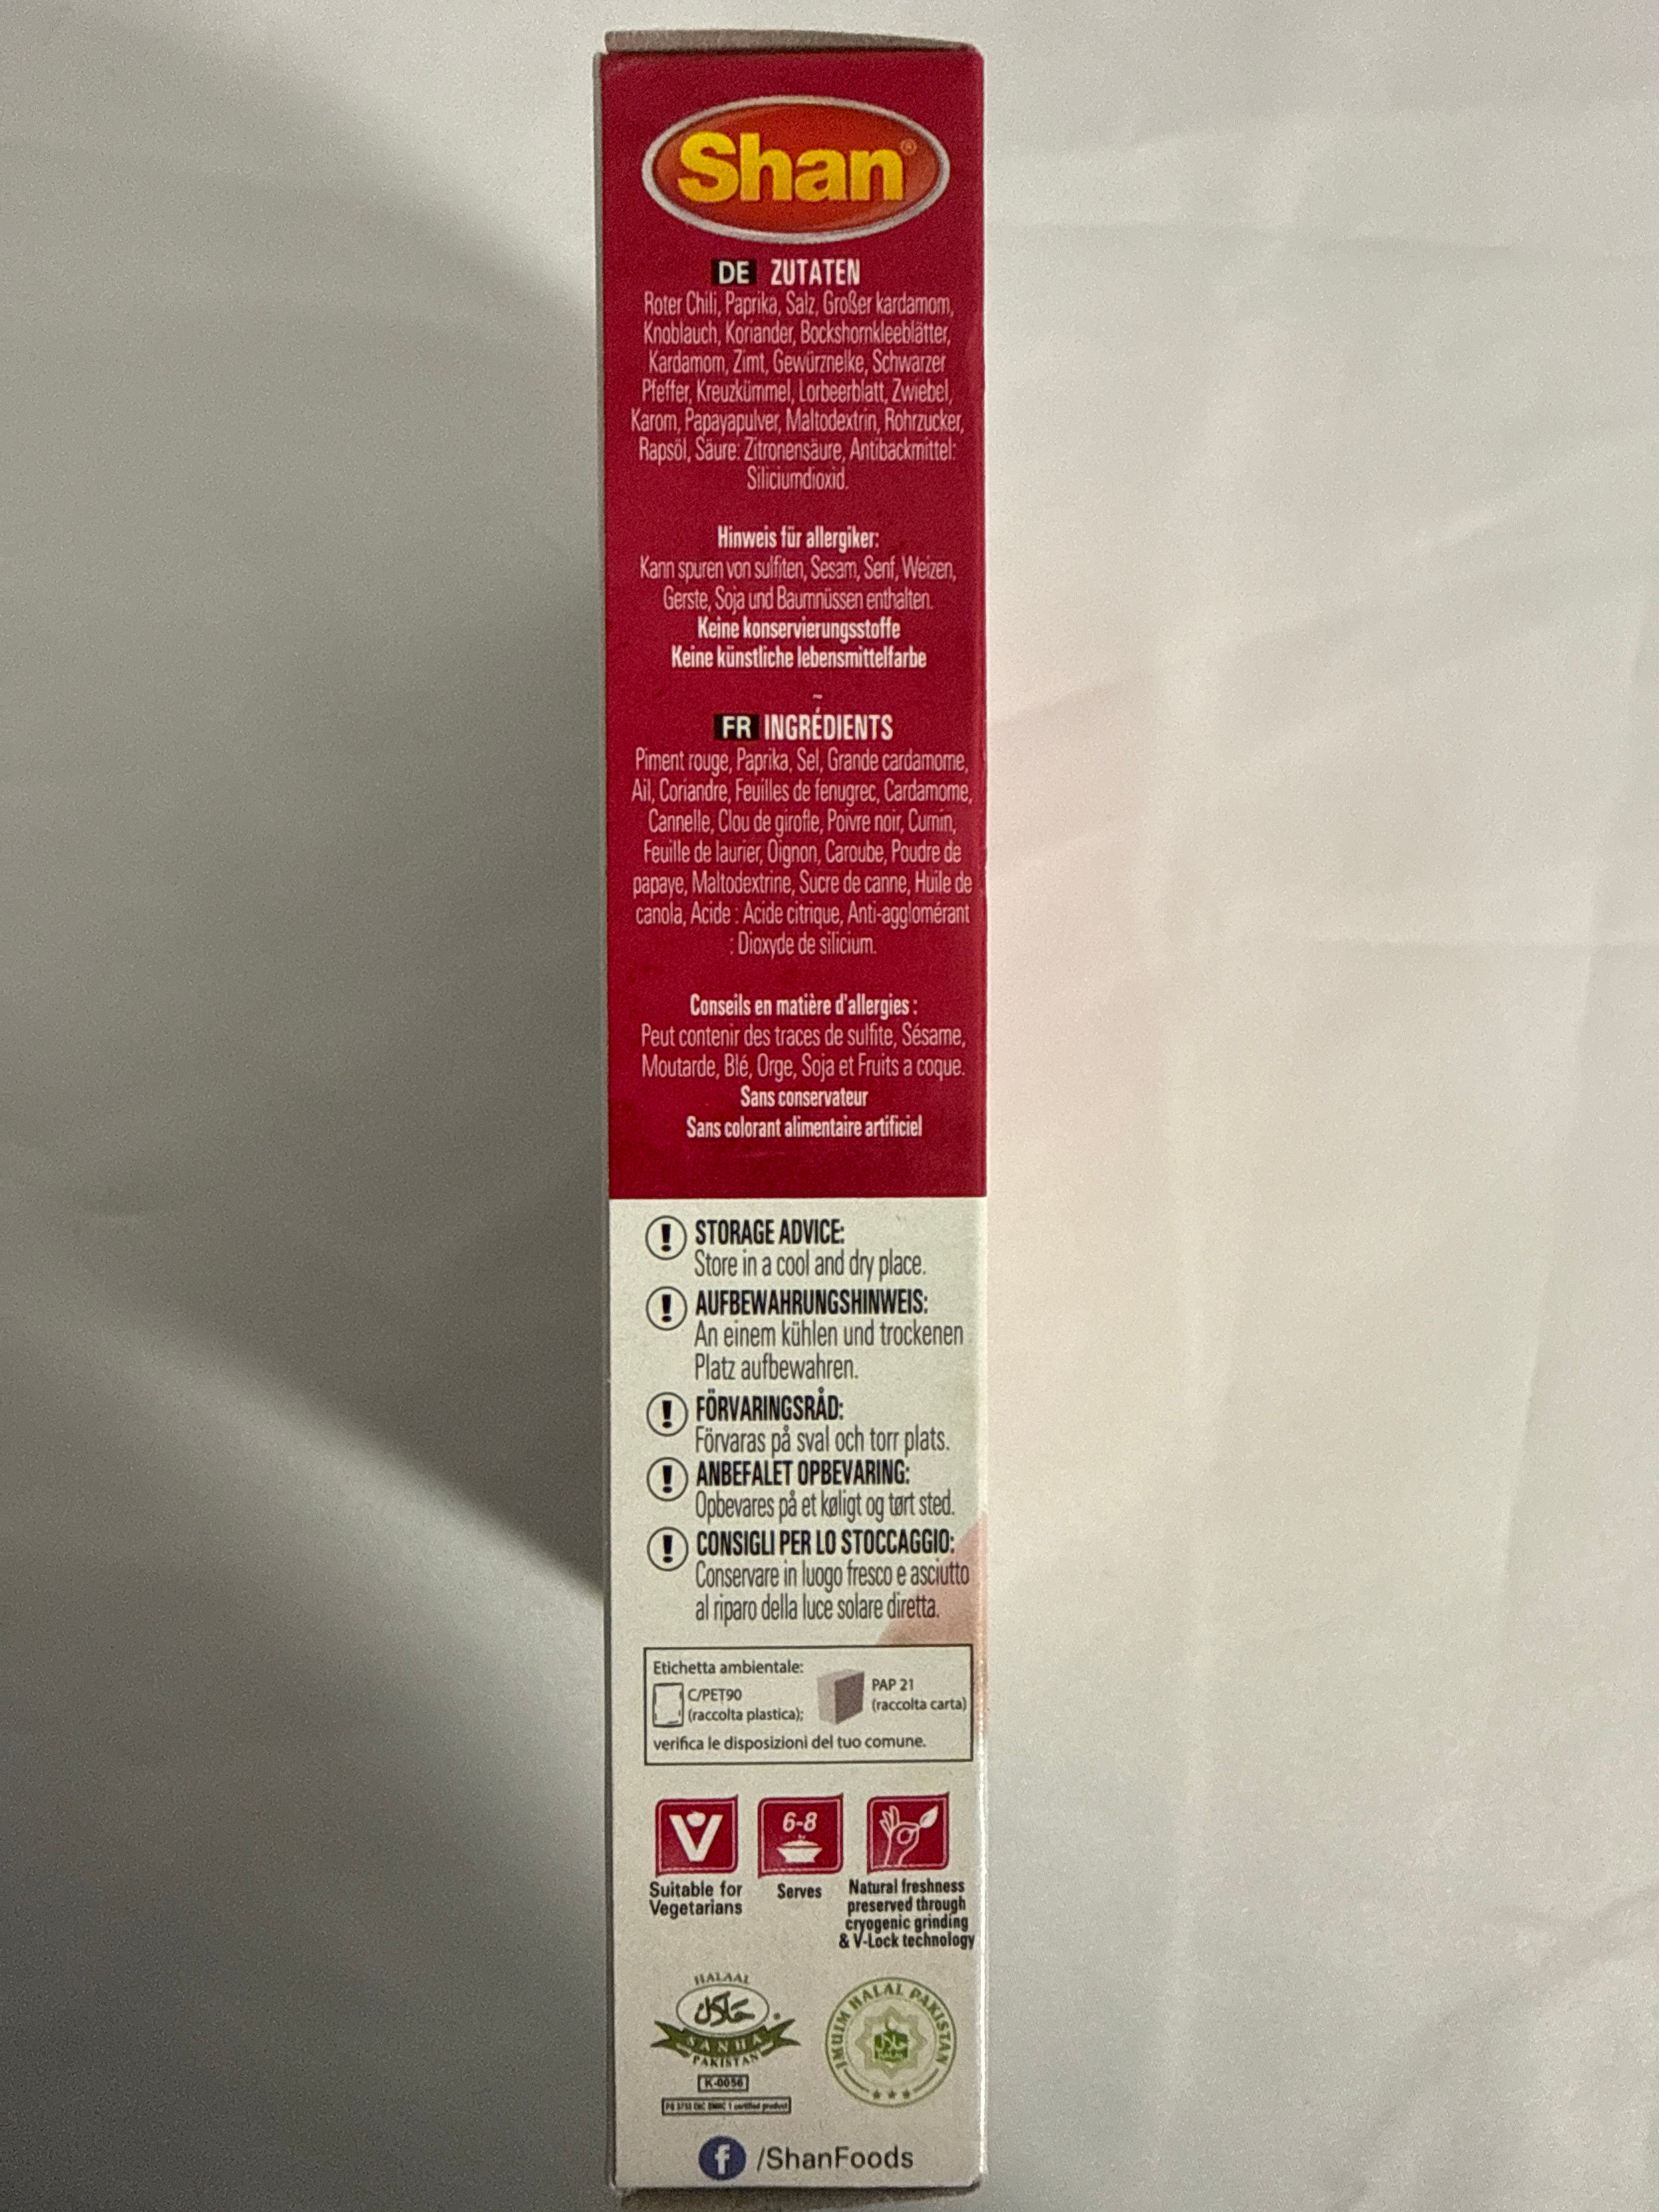 Shan®
DE ZUTATEN
Roter Chili, Paprika, Salz, Großer kardamom,
Knoblauch, Koriander, Bockshornkleeblätter,
Kardamom, Zimt, Gewürznelke, Schwarzer
Pfeffer, Kreuzkümmel, Lorbeerblatt, Zwiebel,
Karom, Papayapulver, Maltodextrin, Rohrzucker,
Rapsöl, Säure: Zitronensäure, Antibackmittel:
Siliciumdioxid.
Hinweis für allergiker:
Kann spuren von sulfiten, Sesam, Senf, Weizen,
Gerste, Soja und Baumnüssen enthalten.
Keine konservierungsstoffe
Keine künstliche lebensmittelfarbe
~
FR INGRÉDIENTS
Piment rouge, Paprika, Sel, Grande cardamome,
Ail, Coriandre, Feuilles de fenugrec, Cardamome,
Cannelle, Clou de girofle, Poivre noir, Cumin,
Feuille de laurier, Oignon, Caroube, Poudre de
papaye, Maltodextrine, Sucre de canne, Huile de
canola, Acide : Acide citrique, Anti-agglomérant
: Dioxyde de silicium.
Conseils en matière d'allergies :
Peut contenir des traces de sulfite, Sésame,
Moutarde, Blé, Orge, Soja et Fruits a coque.
Sans conservateur
Sans colorant alimentaire artificiel
! STORAGE ADVICE:
Store in a cool and dry place.
! AUFBEWAHRUNGSHINWEIS:
An einem kühlen und trockenen
Platz aufbewahren.
! FÖRVARINGSRÅD:
Förvaras på sval och torr plats.
! ANBEFALET OPBEVARING:
Opbevares på et køligt og tørt sted.
! CONSIGLI PER LO STOCCAGGIO:
Conservare in luogo fresco e asciutto
al riparo della luce solare diretta.
Etichetta ambientale:
C/PET90
(raccolta plastica);
PAP 21
(raccolta carta)
verifica le disposizioni del tuo comune.
V
Suitable for
Vegetarians
6-8
Serves
Natural freshness
preserved through
cryogenic grinding
& V-Lock technology
HALAAL
حلال
SANHA
PAKISTAN
K-0056
certified product
IMUIM HALAL PAKISTAN
حلال
HALAL
f /ShanFoods